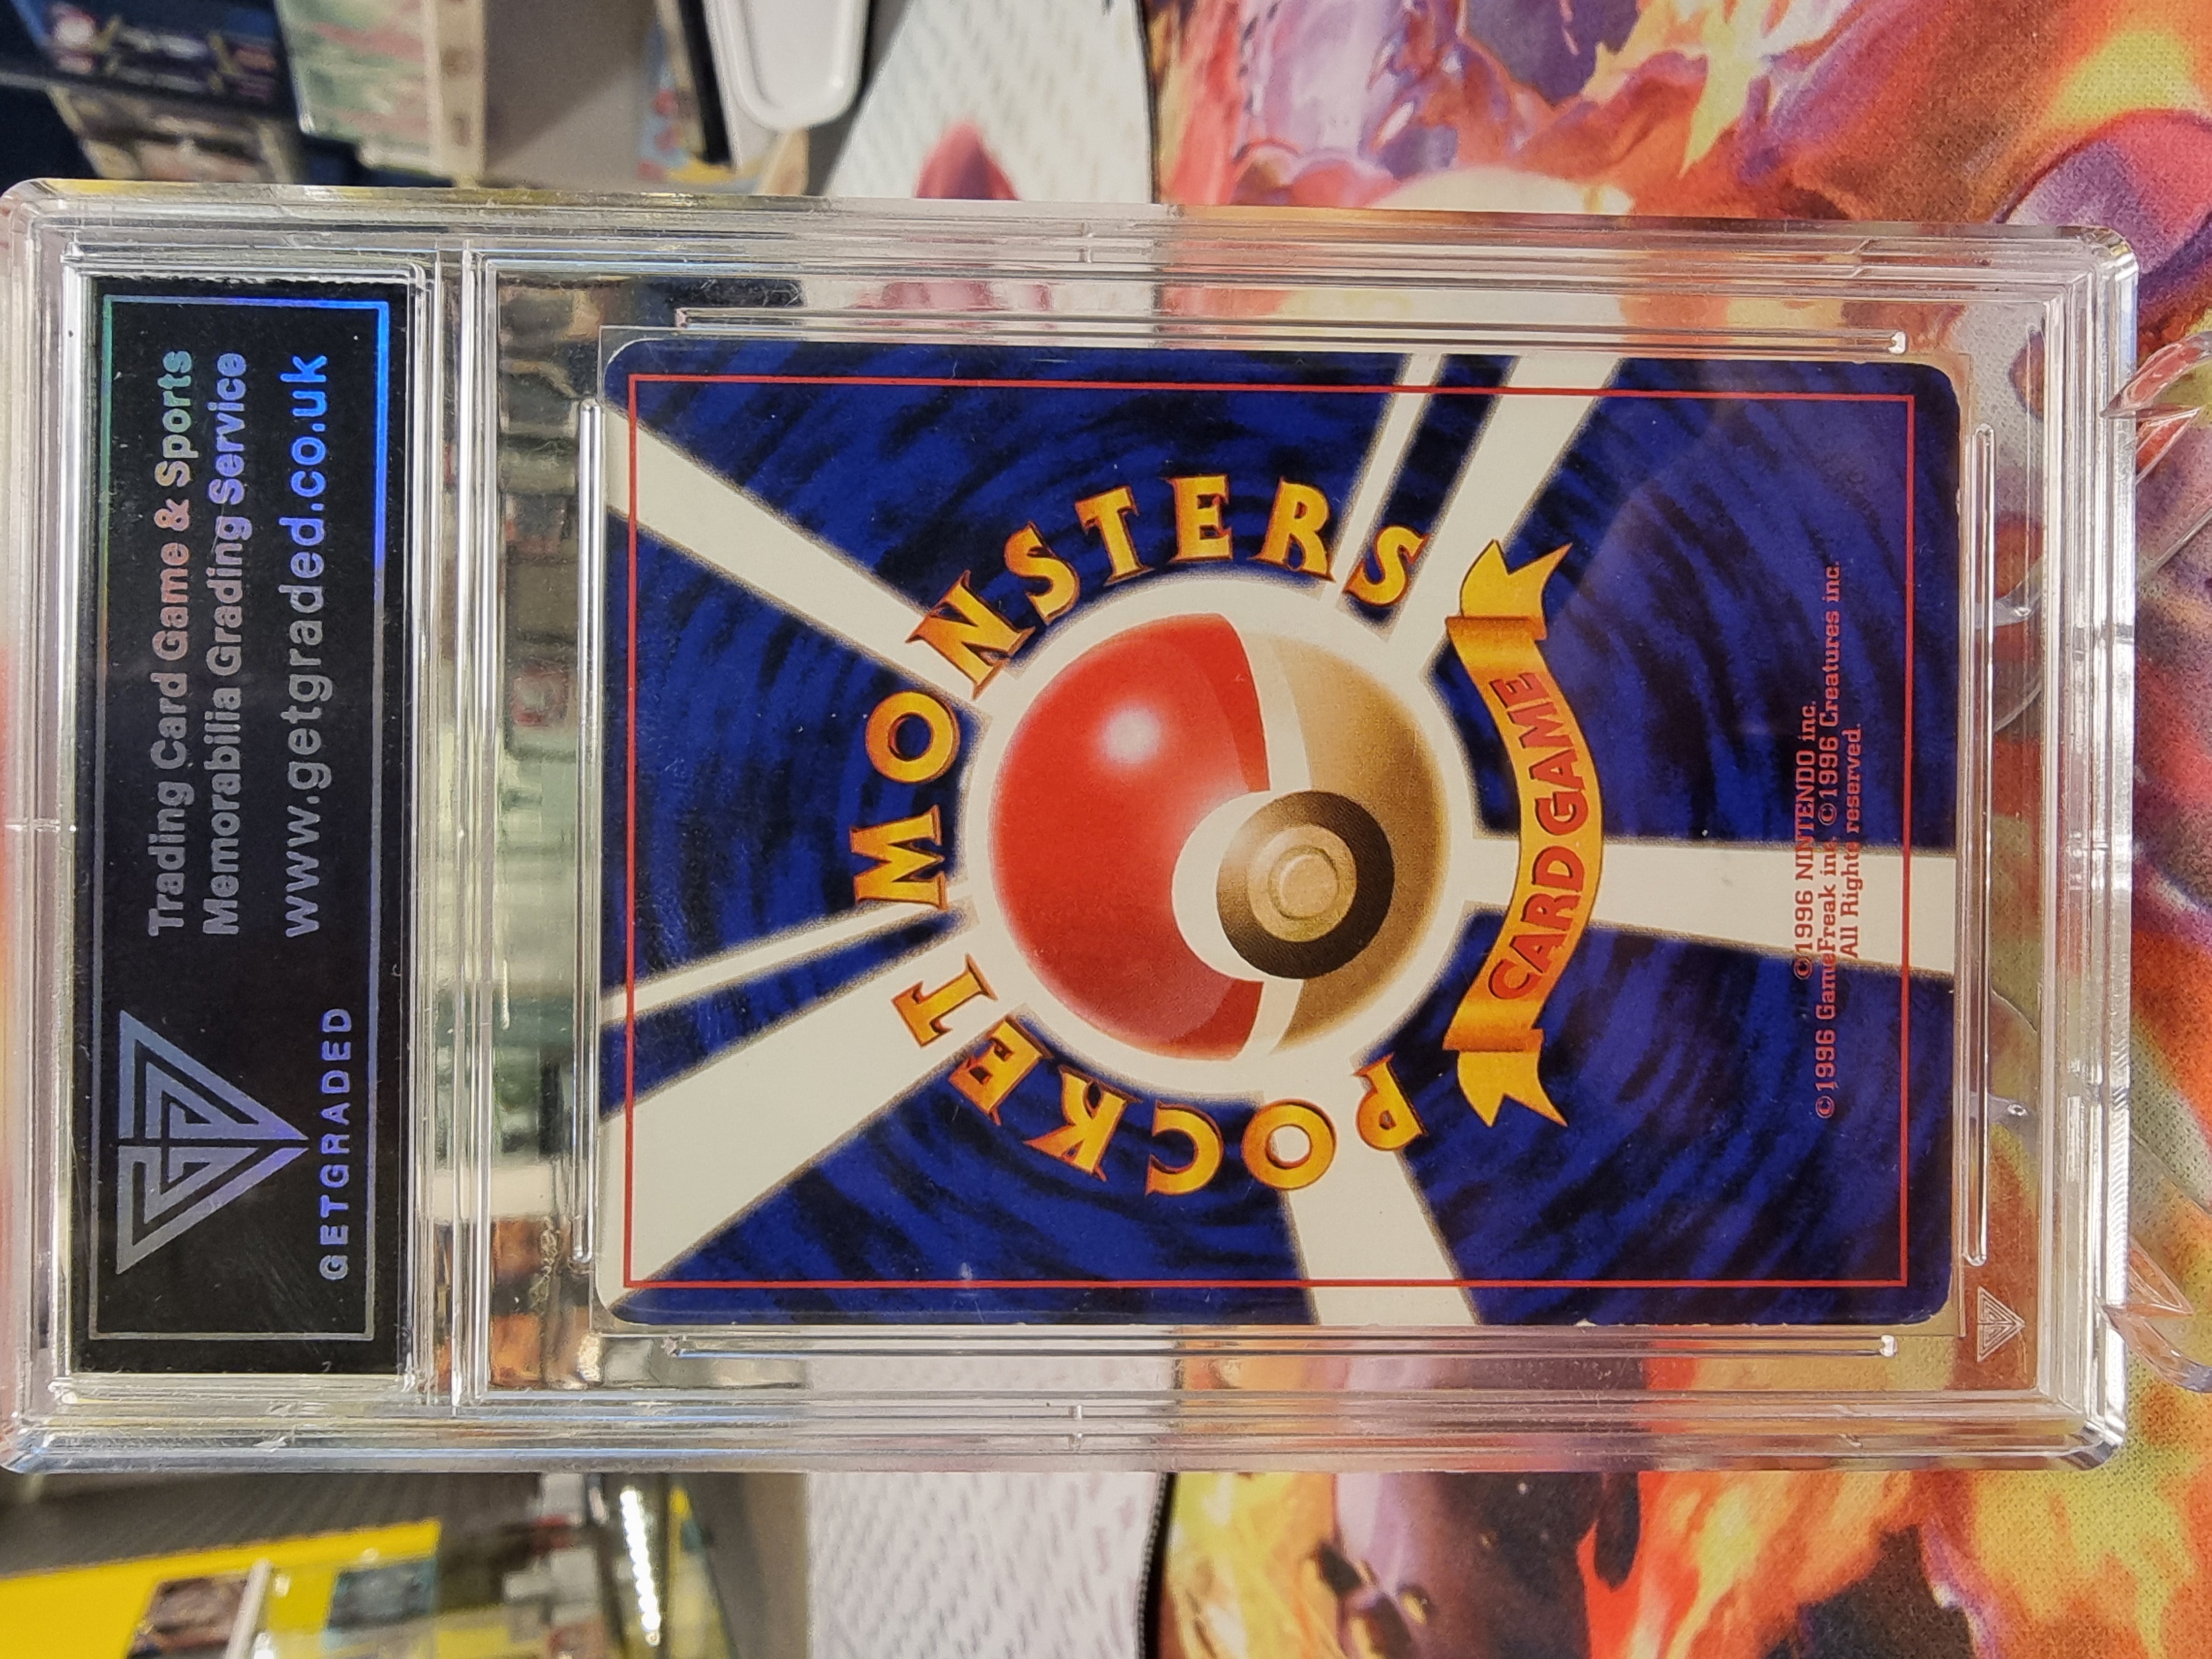 Trading Card Game & Sports
Memorabilia Grading Service
www.getgraded.co.uk
GETGRADED
POCKET MONSTERS
CARD GAME
©1996 NINTENDO inc.
©1996 GameFreak inc. ©1996 Creatures inc.
All Rights reserved.